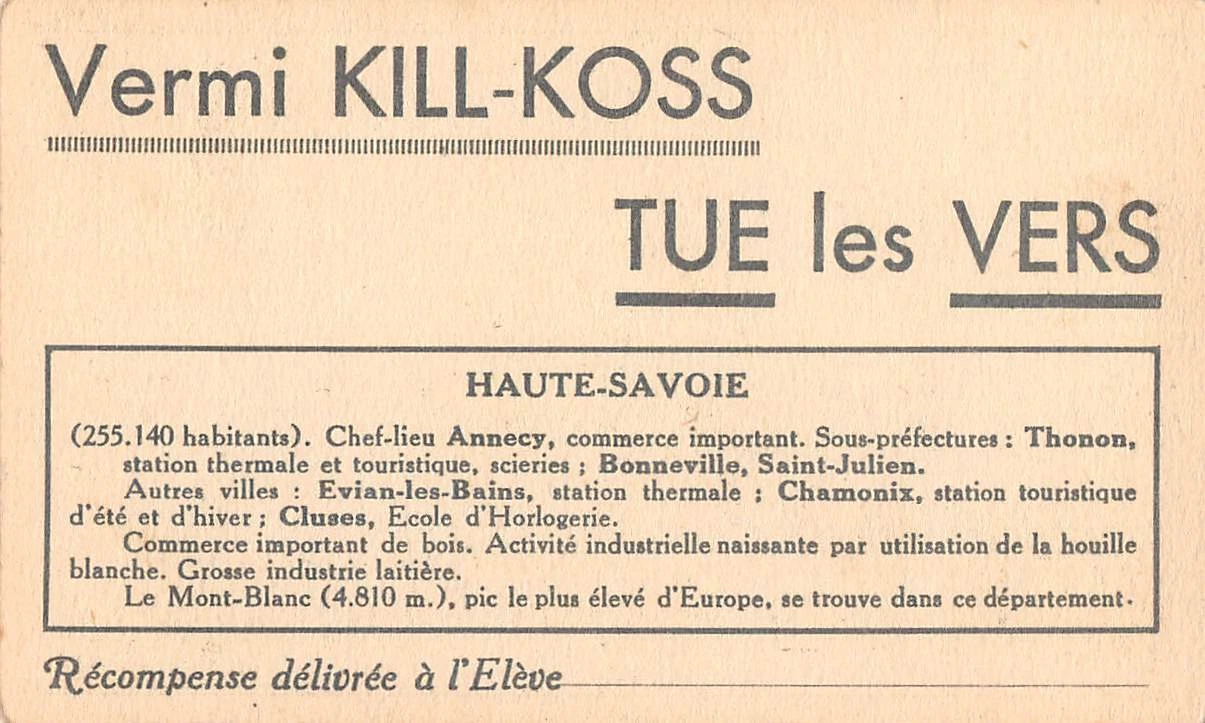 Vermi KILL-KOSS
TUE les VERS
HAUTE-SAVOIE
(255.140 habitants). Chef-lieu Annecy, commerce important. Sous-préfectures : Thonon,
station thermale et touristique, scieries ; Bonneville, Saint-Julien.
Autres villes : Evian-les-Bains, station thermale ; Chamonix, station touristique
d'été et d'hiver ; Cluses, Ecole d'Horlogerie.
Commerce important de bois. Activité industrielle naissante par utilisation de la houille
blanche. Grosse industrie laitière.
Le Mont-Blanc (4.810 m.), pic le plus élevé d'Europe, se trouve dans ce département.
Récompense délivrée à l'Elève